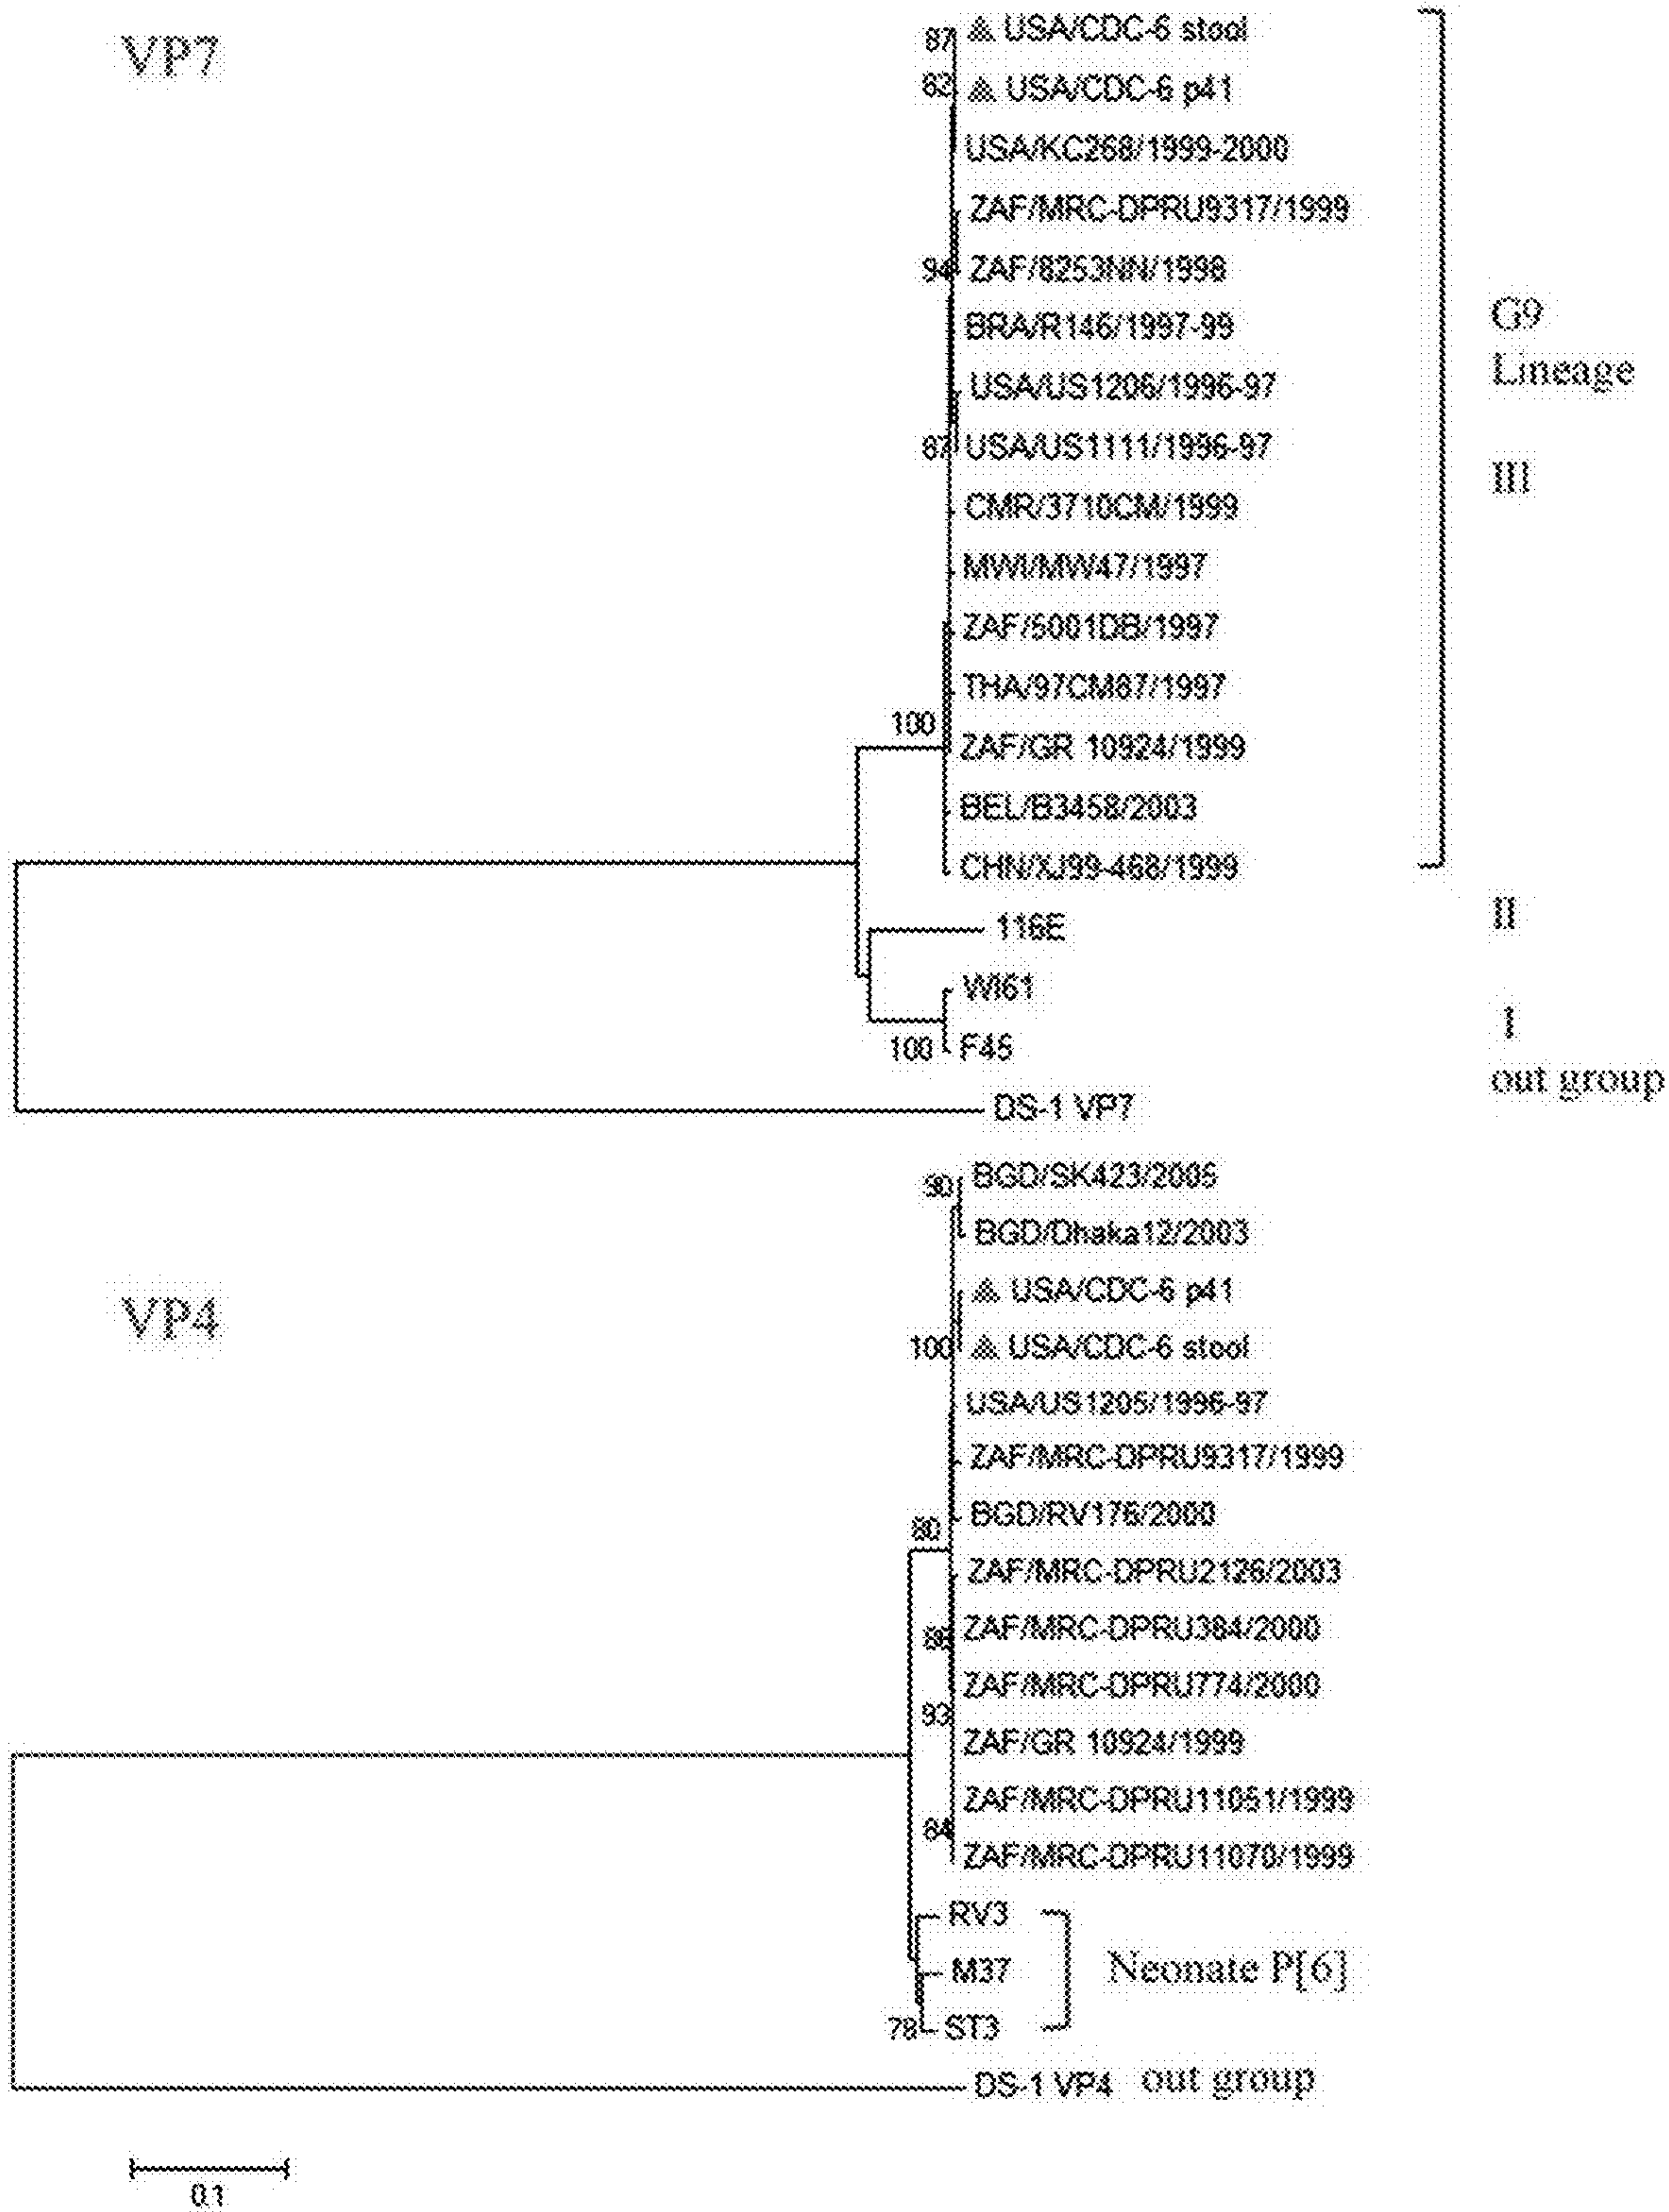 VP7
87 ▲ USA/CDC-6 stool
62 ▲ USA/CDC-6 p41
USA/KC268/1999-2000
ZAF/MRC-DPRU9317/1999
94 ZAF/8253NN/1998
BRA/R146/1997-99
USA/US1206/1996-97
87 USA/US1111/1996-97
CMR/3710CM/1999
MWI/MW47/1997
ZAF/5001DB/1997
THA/97CM67/1997
100
ZAF/GR 10924/1999
BEL/B3458/2003
CHN/XJ99-468/1999
G9
Lineage
III
116E
II
WI61
I
100 F45
out group
DS-1 VP7
VP4
90 BGD/SK423/2005
BGD/Dhaka12/2003
▲ USA/CDC-6 p41
100 ▲ USA/CDC-6 stool
USA/US1205/1996-97
ZAF/MRC-DPRU9317/1999
BGD/RV176/2000
80
ZAF/MRC-DPRU2126/2003
ZAF/MRC-DPRU384/2000
ZAF/MRC-DPRU774/2000
93
ZAF/GR 10924/1999
ZAF/MRC-DPRU11051/1999
84
ZAF/MRC-DPRU11070/1999
RV3
M37
Neonate P[6]
78 ST3
DS-1 VP4 out group
0.1